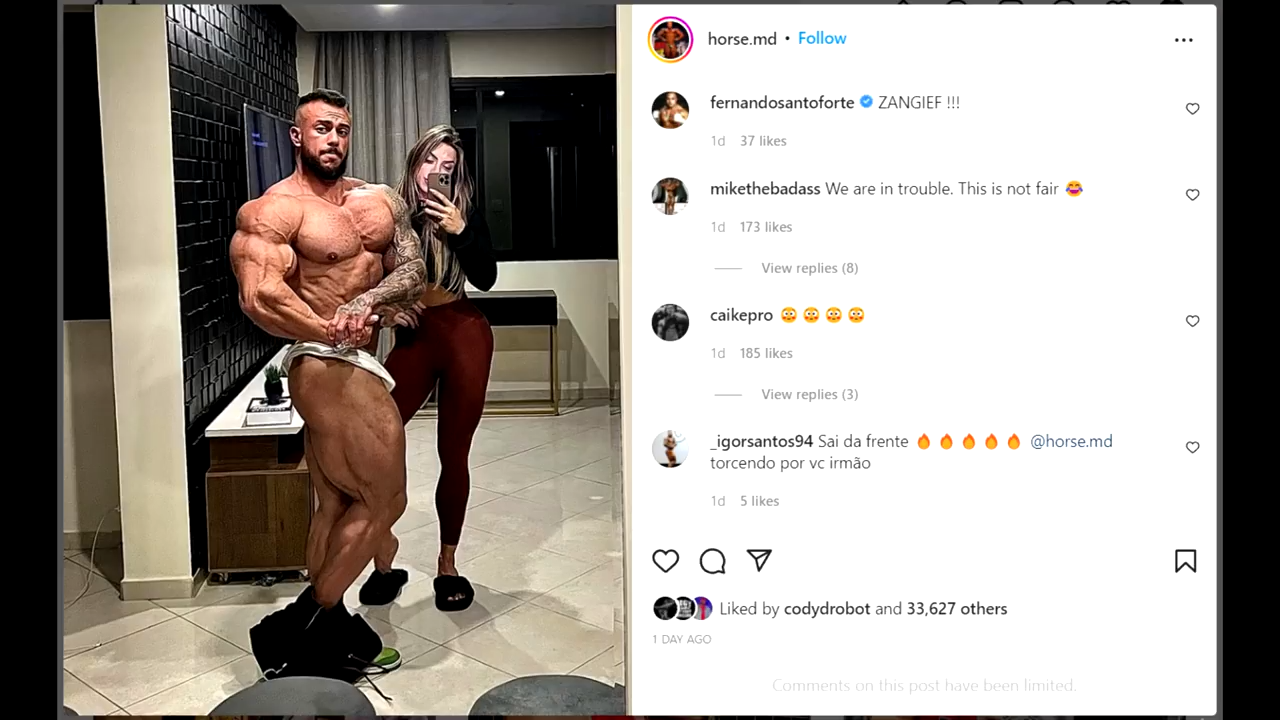 horse.md • Follow
fernandosantoforte ZANGIEF !!!
1d 37 likes
mikethebadass We are in trouble. This is not fair 😂
1d 173 likes
View replies (8)
caikepro 😳 😳 😳 😳
1d 185 likes
View replies (3)
_igorsantos94 Sai da frente 🔥 🔥 🔥 🔥 🔥 @horse.md
torcendo por vc irmão
1d 5 likes
Liked by codydrobot and 33,627 others
1 DAY AGO
Comments on this post have been limited.